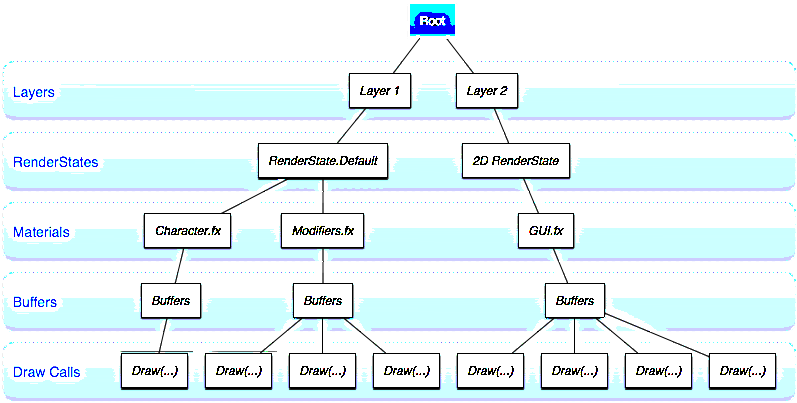 Root
Layers
Layer 1
Layer 2
RenderStates
RenderState.Default
2D RenderState
Materials
Character.fx
Modifiers.fx
GUI.fx
Buffers
Buffers
Buffers
Buffers
Draw Calls
Draw(...)
Draw(...)
Draw(...)
Draw(...)
Draw(...)
Draw(...)
Draw(...)
Draw(...)